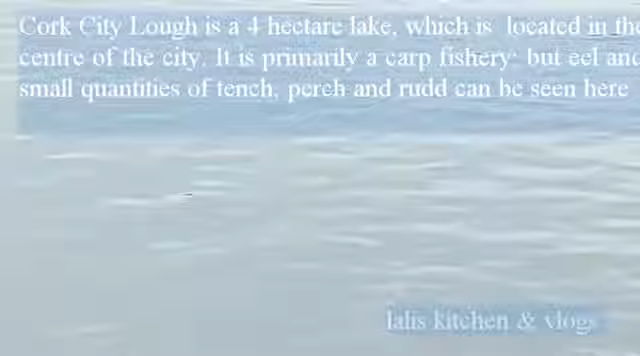 Cork City Lough is a 4 hectare lake, which is located in the
centre of the city. It is primarily a carp fishery; but eel and
small quantities of tench, perch and rudd can be seen here
lalis kitchen & vlogs